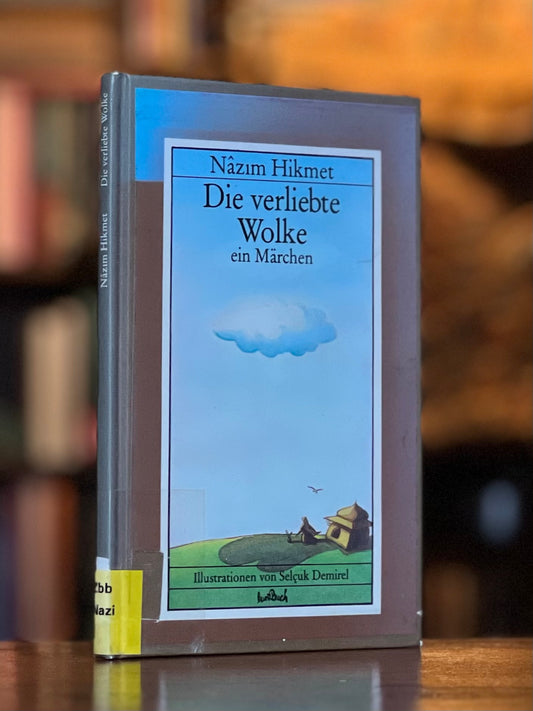 Nâzım Hikmet
Die verliebte
Wolke
ein Märchen
Illustrationen von Selçuk Demirel
Nâzım Hikmet Die verliebte Wolke
Zbb
Nazi